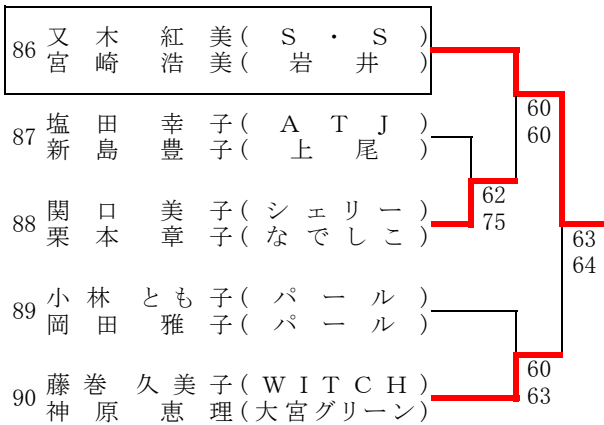 86 又木 紅美(S・S)
宮崎 浩美(岩井)
60
60
87 塩田 幸子(ATJ)
新島 豊子(上尾)
62
75
88 関口 美子(シェリー)
栗本 章子(なでしこ)
63
64
89 小林 とも子(パール)
岡田 雅子(パール)
60
63
90 藤巻 久美子(WITCH)
神原 恵理(大宮グリーン)